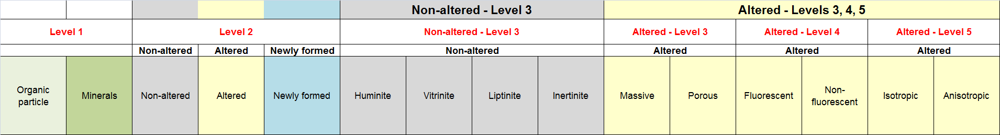 Non-altered - Level 3
Altered - Levels 3, 4, 5
Level 1
Level 2
Non-altered - Level 3
Altered - Level 3
Altered - Level 4
Altered - Level 5
Non-altered
Altered
Newly formed
Non-altered
Altered
Altered
Altered
Organic
particle
Minerals
Non-altered
Altered
Newly formed
Huminite
Vitrinite
Liptinite
Inertinite
Massive
Porous
Fluorescent
Non-
fluorescent
Isotropic
Anisotropic